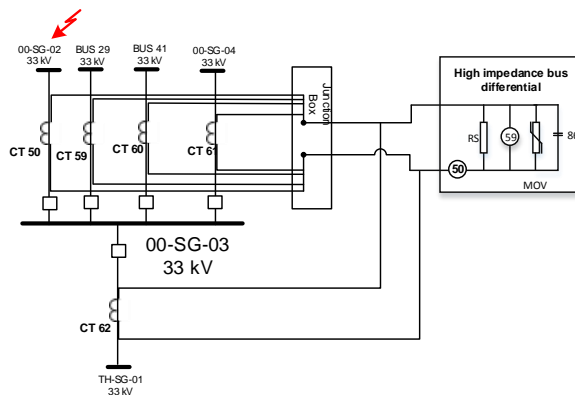 00-SG-02
33 kV
BUS 29
33 kV
BUS 41
33 kV
00-SG-04
33 kV
Junction
Box
High impedance bus
differential
CT 50
CT 59
CT 60
CT 61
RS
59
86
50
MOV
00-SG-03
33 kV
CT 62
TH-SG-01
33 kV